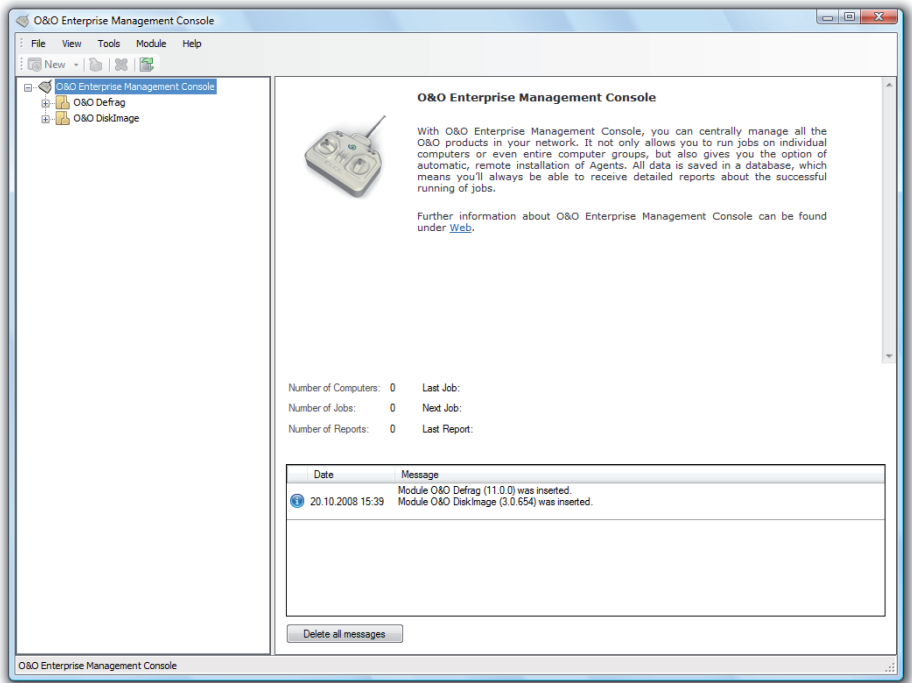 O&O Enterprise Management Console
File View Tools Module Help
New
O&O Enterprise Management Console
O&O Defrag
O&O DiskImage
O&O Enterprise Management Console
With O&O Enterprise Management Console, you can centrally manage all the
O&O products in your network. It not only allows you to run jobs on individual
computers or even entire computer groups, but also gives you the option of
automatic, remote installation of Agents. All data is saved in a database, which
means you'll always be able to receive detailed reports about the successful
running of jobs.
Further information about O&O Enterprise Management Console can be found
under Web.
Number of Computers: 0 Last Job:
Number of Jobs: 0 Next Job:
Number of Reports: 0 Last Report:
Date Message
Module O&O Defrag (11.0.0) was inserted.
20.10.2008 15:39 Module O&O DiskImage (3.0.654) was inserted.
Delete all messages
O&O Enterprise Management Console